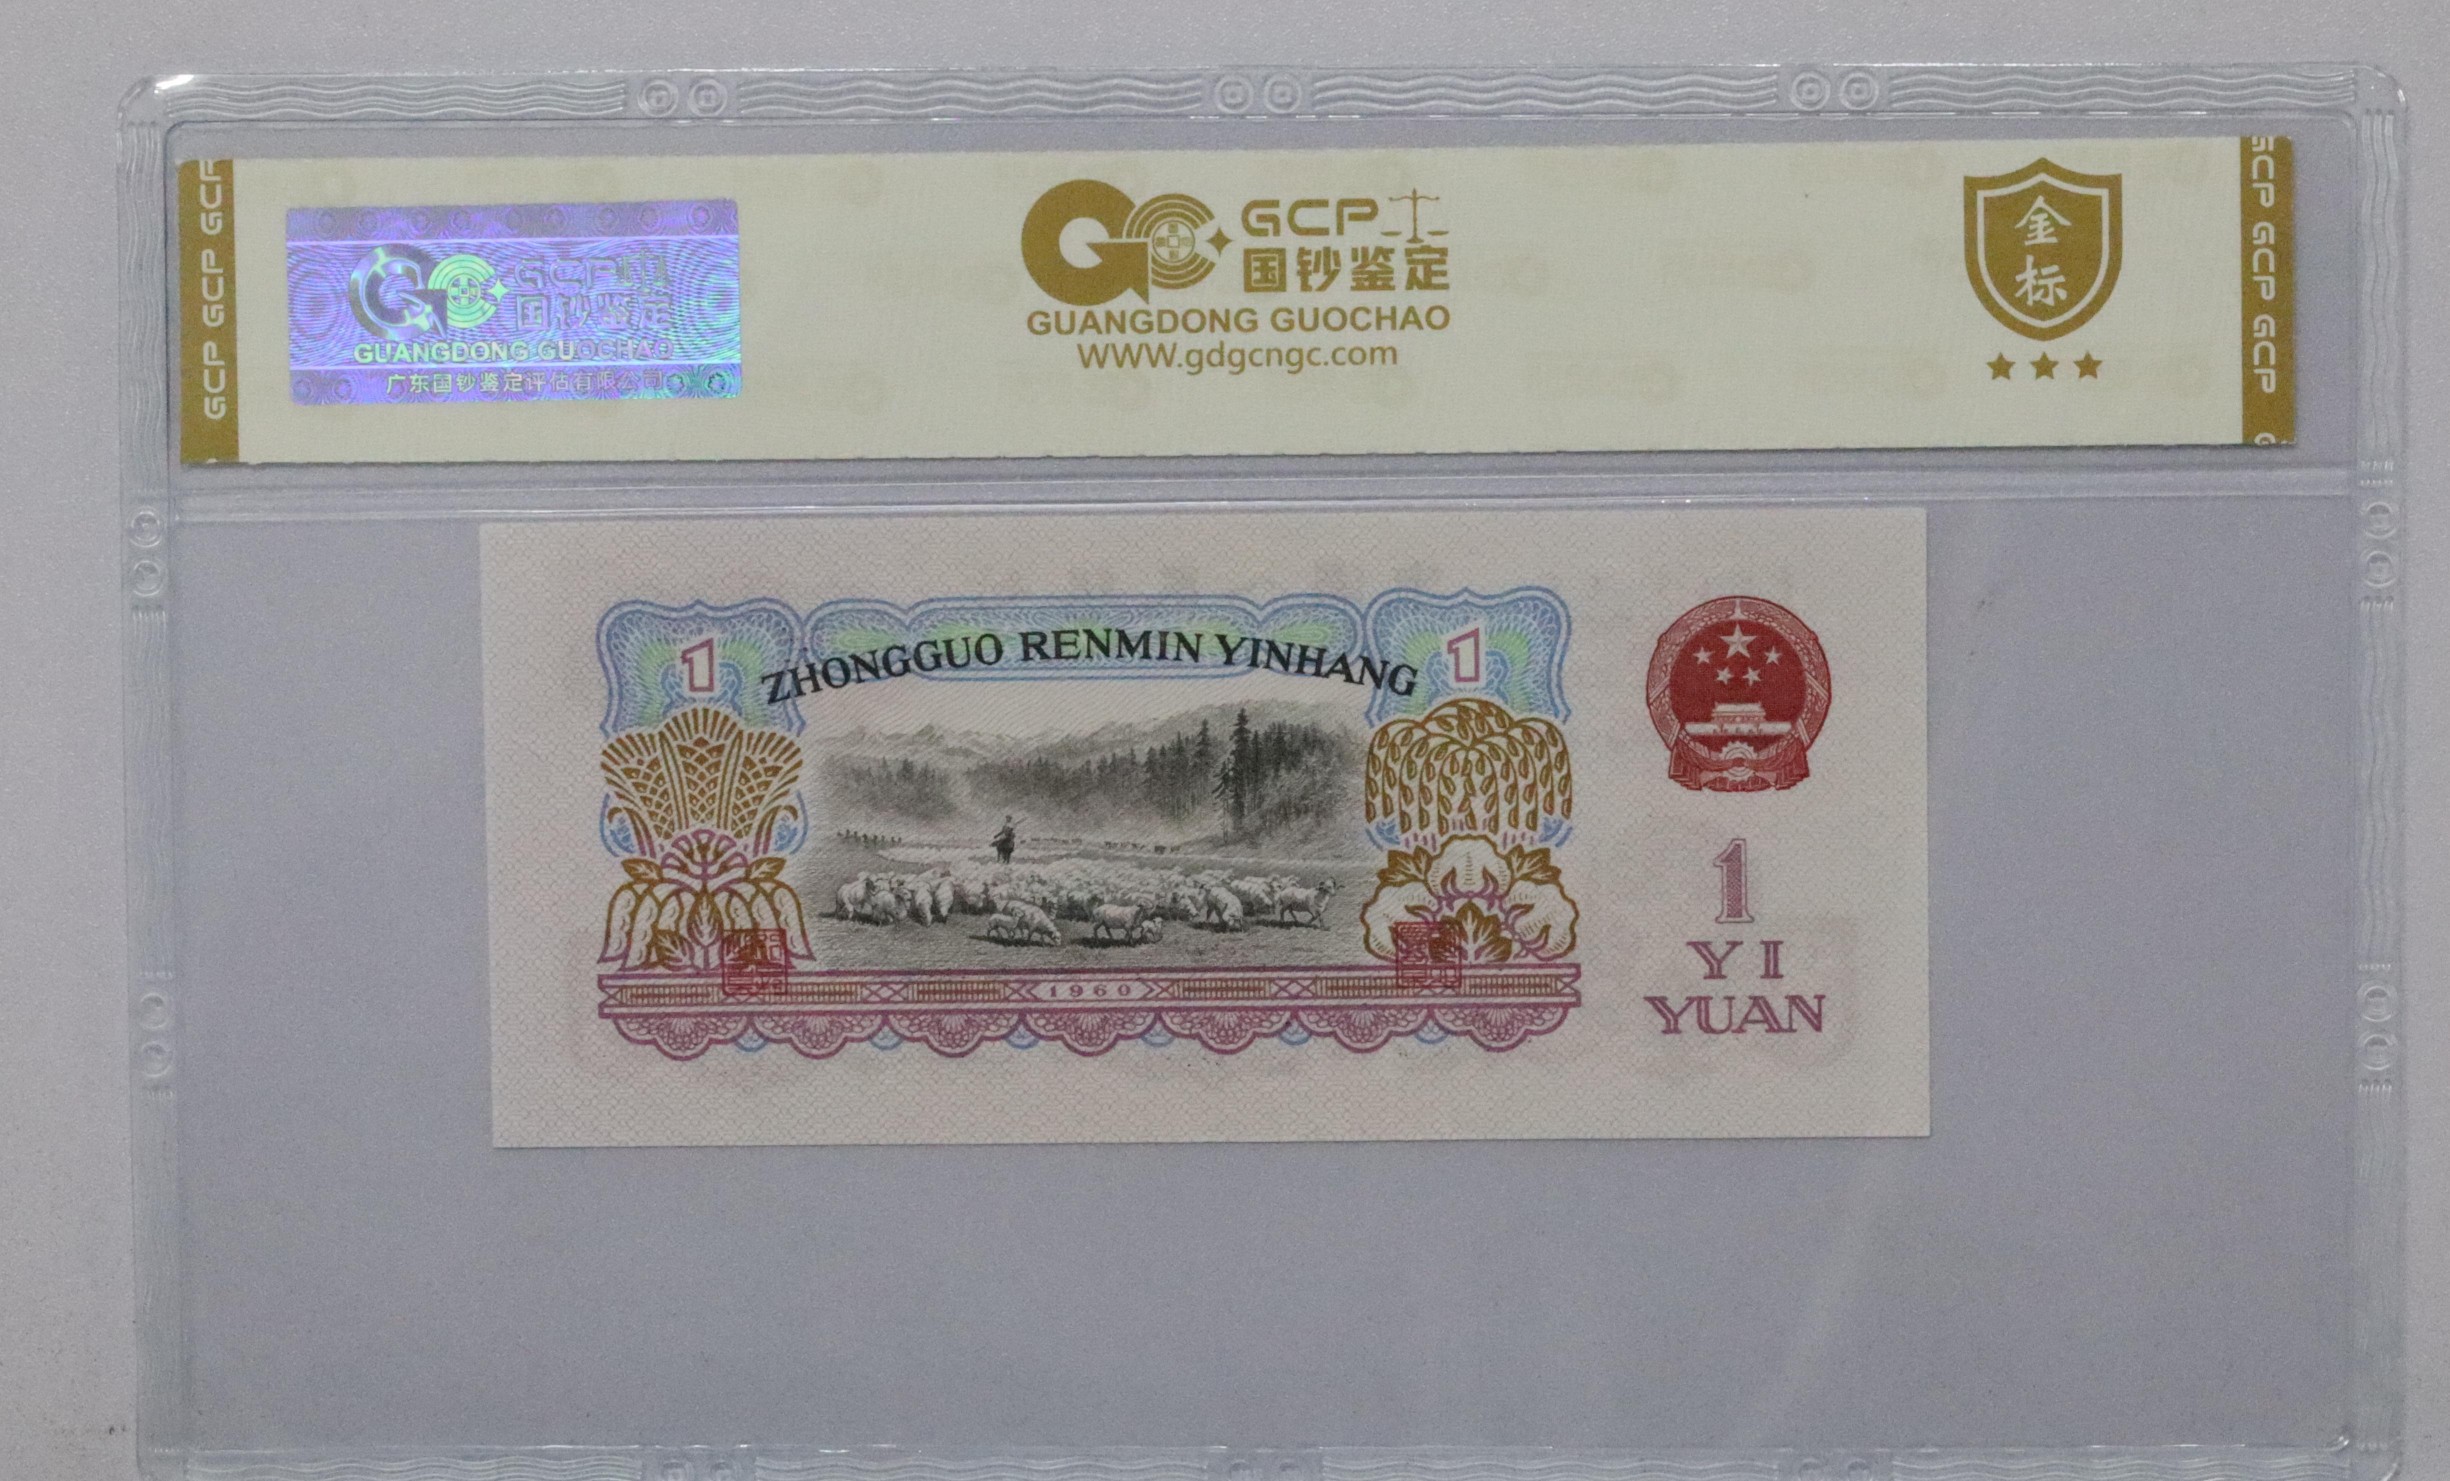 GCP GCP GCP
GCP 国钞鉴定
GUANGDONG GUOCHAO
广东国钞鉴定评估有限公司
GCP
国钞鉴定
GUANGDONG GUOCHAO
WWW.gdgcngc.com
金
标
GCP GCP GCP
1
ZHONGGUO RENMIN YINHANG
1
1960
1
YI
YUAN